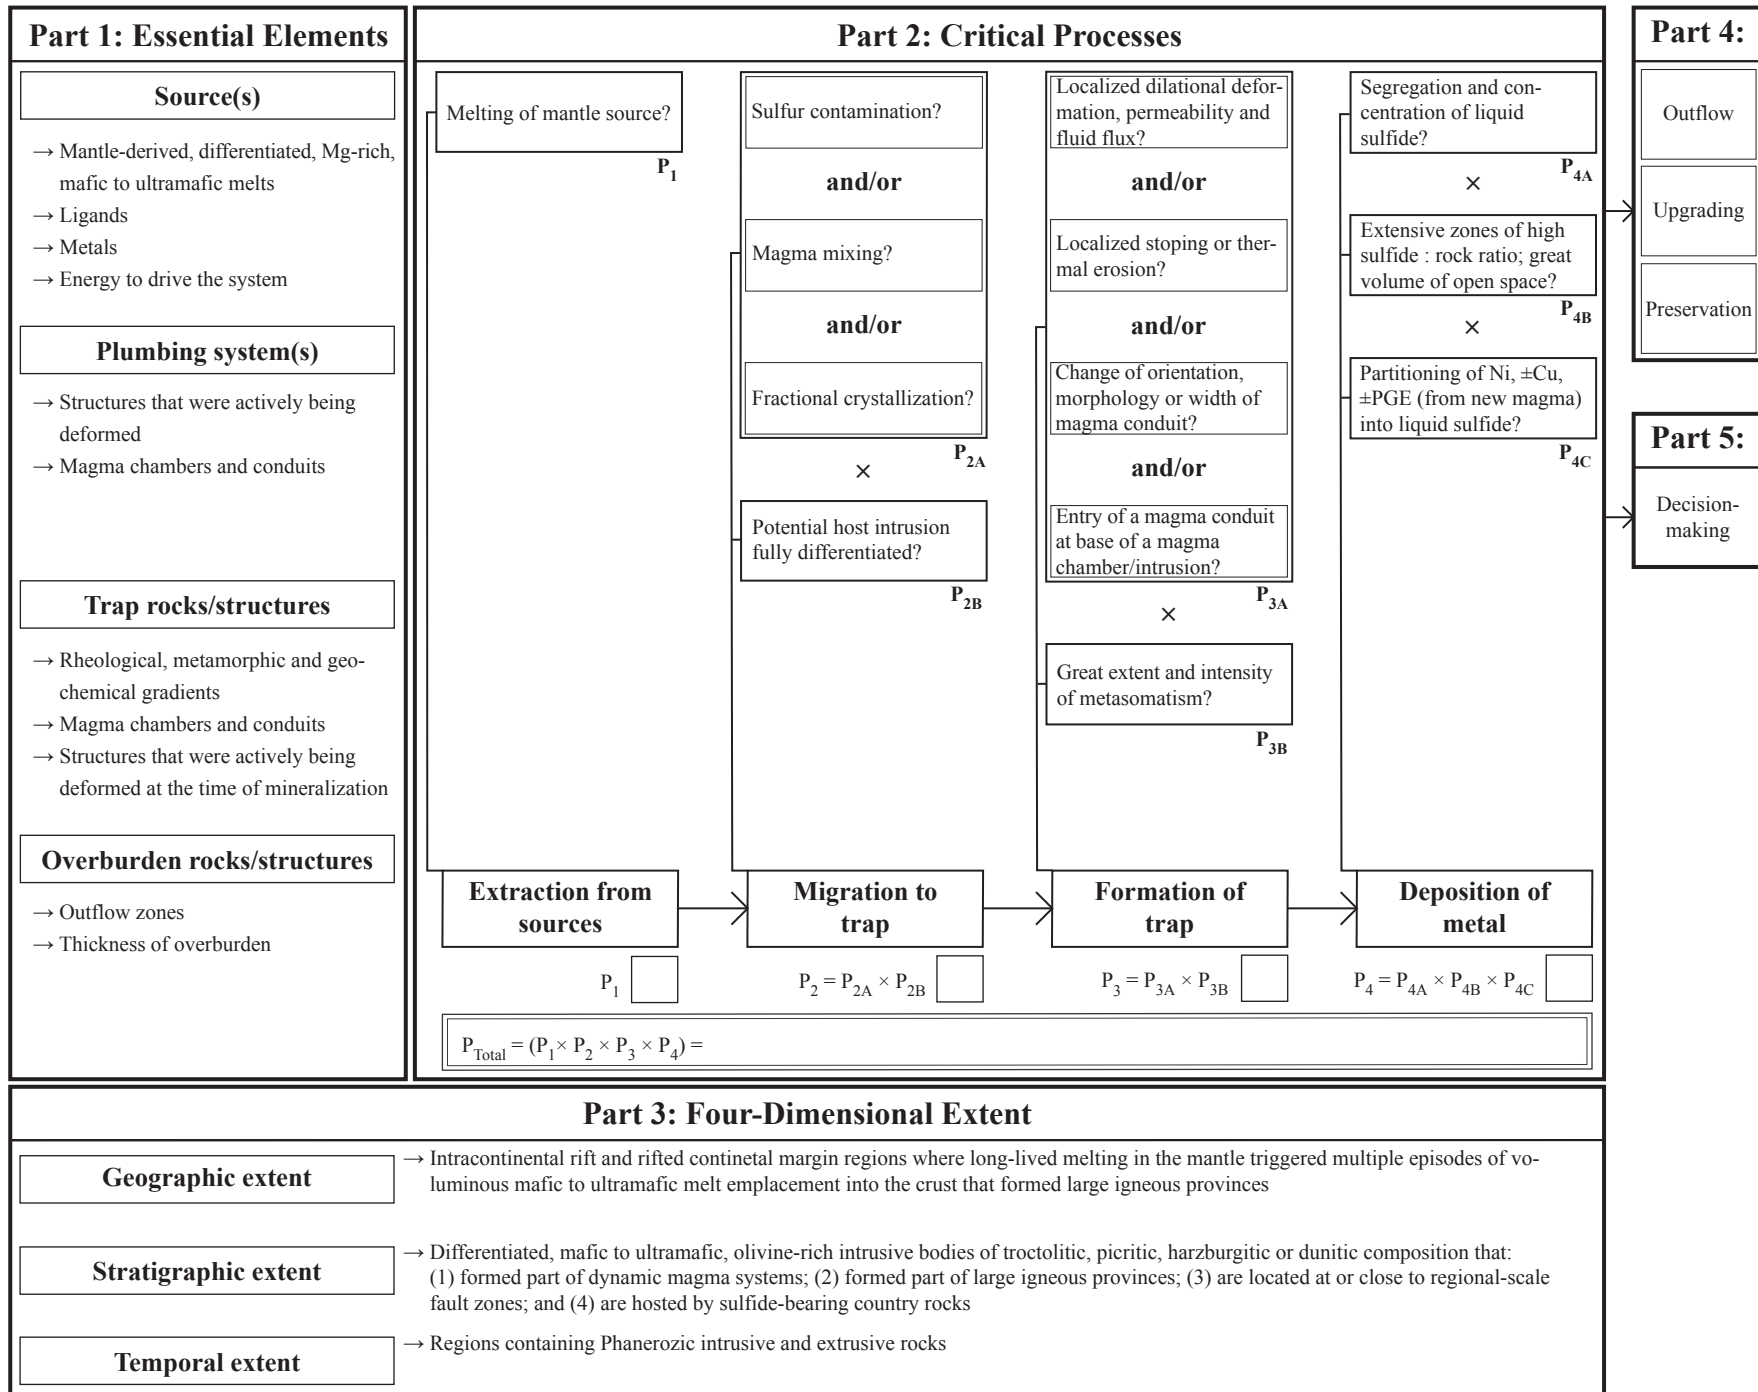 Part 1: Essential Elements
Source(s)
→ Mantle-derived, differentiated, Mg-rich,
mafic to ultramafic melts
→ Ligands
→ Metals
→ Energy to drive the system
Plumbing system(s)
→ Structures that were actively being
deformed
→ Magma chambers and conduits
Trap rocks/structures
→ Rheological, metamorphic and geo-
chemical gradients
→ Magma chambers and conduits
→ Structures that were actively being
deformed at the time of mineralization
Overburden rocks/structures
→ Outflow zones
→ Thickness of overburden
Part 2: Critical Processes
Melting of mantle source?
P1
Extraction from
sources
P1
Sulfur contamination?
and/or
Magma mixing?
and/or
Fractional crystallization?
P2A
×
Potential host intrusion
fully differentiated?
P2B
Migration to
trap
P2 = P2A × P2B
Localized dilational defor-
mation, permeability and
fluid flux?
and/or
Localized stoping or ther-
mal erosion?
and/or
Change of orientation,
morphology or width of
magma conduit?
and/or
Entry of a magma conduit
at base of a magma
chamber/intrusion?
P3A
×
Great extent and intensity
of metasomatism?
P3B
Formation of
trap
P3 = P3A × P3B
Segregation and con-
centration of liquid
sulfide?
P4A
×
Extensive zones of high
sulfide : rock ratio; great
volume of open space?
P4B
×
Partitioning of Ni, ±Cu,
±PGE (from new magma)
into liquid sulfide?
P4C
Deposition of
metal
P4 = P4A × P4B × P4C
PTotal = (P1× P2 × P3 × P4) =
Part 4:
Outflow
Upgrading
Preservation
Part 5:
Decision-
making
Part 3: Four-Dimensional Extent
Geographic extent
→ Intracontinental rift and rifted continetal margin regions where long-lived melting in the mantle triggered multiple episodes of vo-
luminous mafic to ultramafic melt emplacement into the crust that formed large igneous provinces
Stratigraphic extent
→ Differentiated, mafic to ultramafic, olivine-rich intrusive bodies of troctolitic, picritic, harzburgitic or dunitic composition that:
(1) formed part of dynamic magma systems; (2) formed part of large igneous provinces; (3) are located at or close to regional-scale
fault zones; and (4) are hosted by sulfide-bearing country rocks
Temporal extent
→ Regions containing Phanerozic intrusive and extrusive rocks